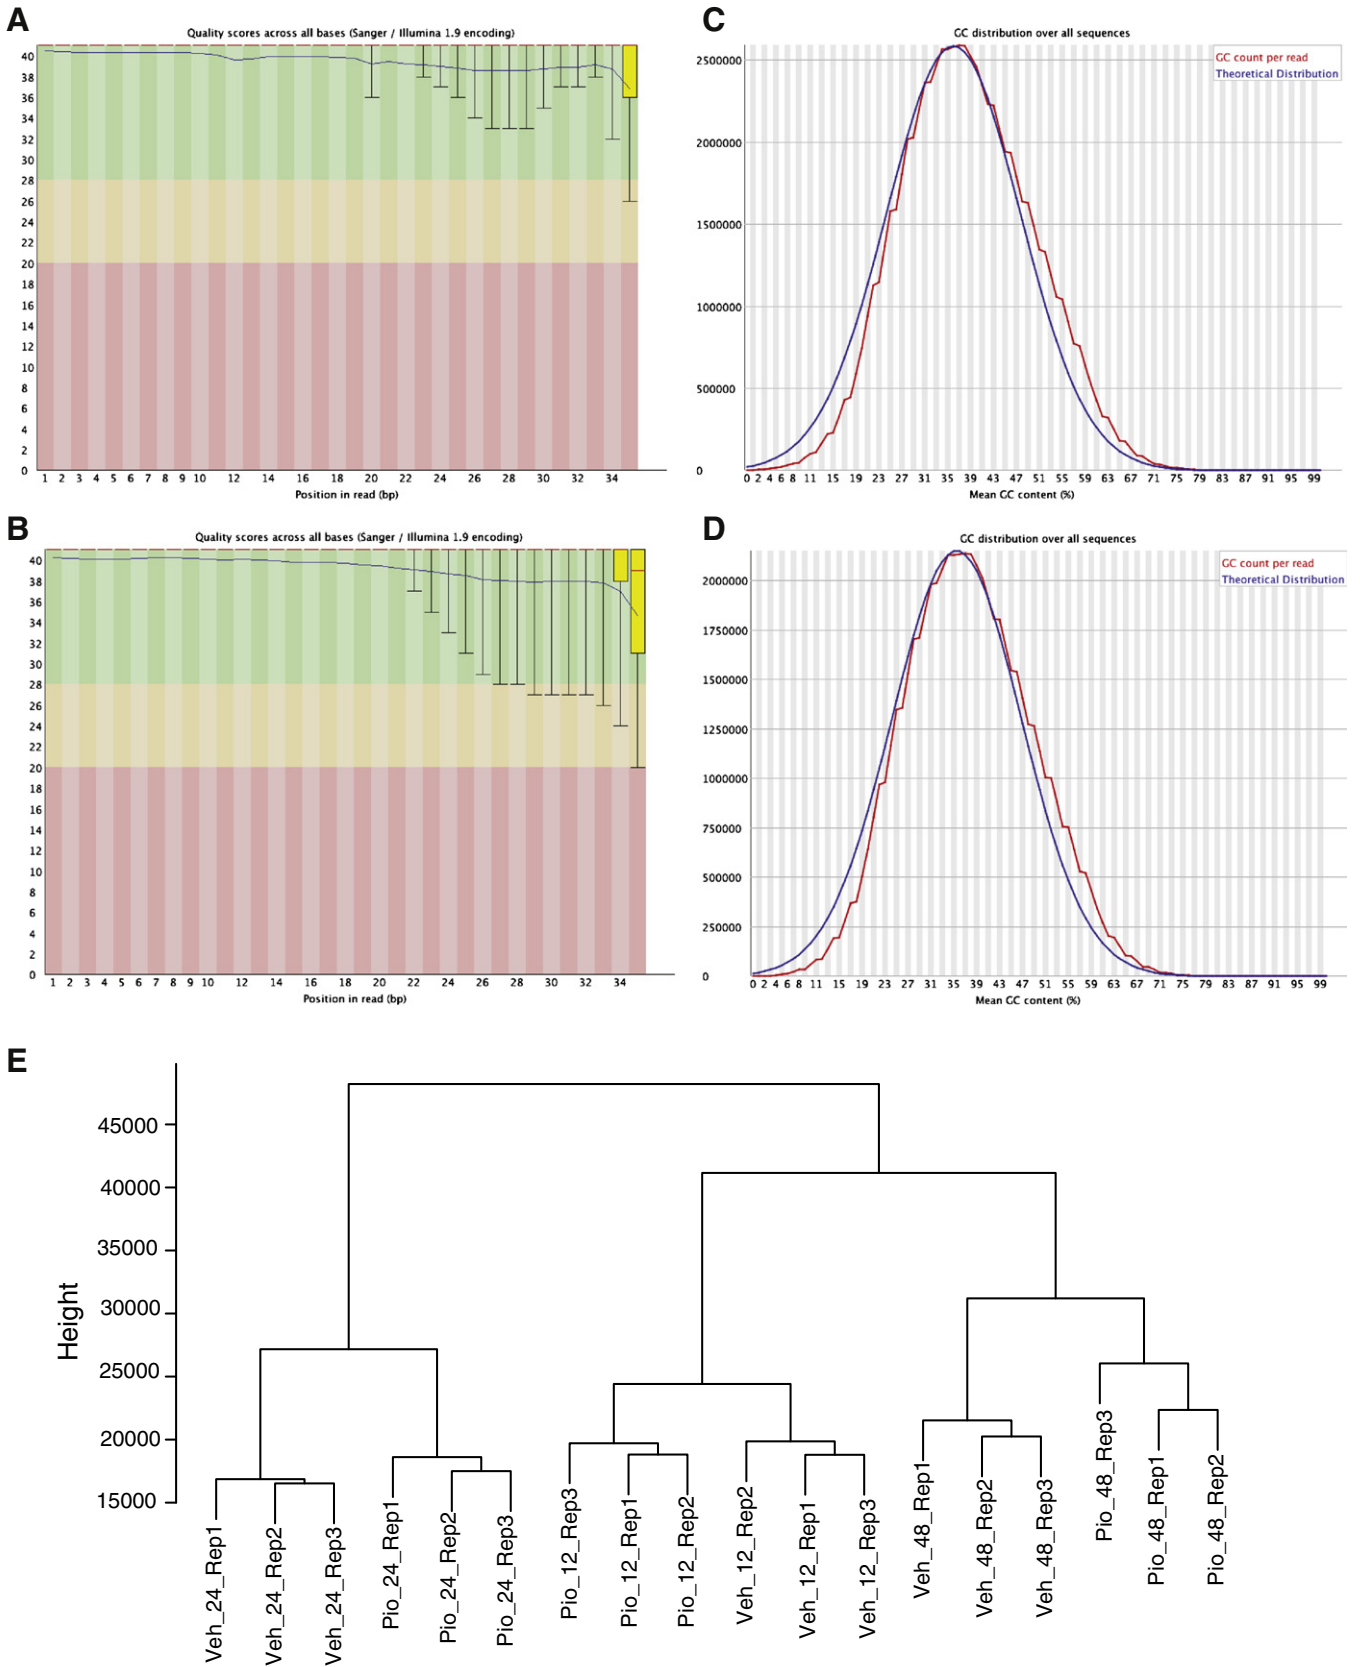 A
Quality scores across all bases (Sanger / Illumina 1.9 encoding)
40
38
36
34
32
30
28
26
24
22
20
18
16
14
12
10
8
6
4
2
0
1 2 3 4 5 6 7 8 9 10 12 14 16 18 20 22 24 26 28 30 32 34
Position in read (bp)
C
GC distribution over all sequences
GC count per read
Theoretical Distribution
2500000
2000000
1500000
1000000
500000
0
0 2 4 6 8 11 15 19 23 27 31 35 39 43 47 51 55 59 63 67 71 75 79 83 87 91 95 99
Mean GC content (%)
B
Quality scores across all bases (Sanger / Illumina 1.9 encoding)
40
38
36
34
32
30
28
26
24
22
20
18
16
14
12
10
8
6
4
2
0
1 2 3 4 5 6 7 8 9 10 12 14 16 18 20 22 24 26 28 30 32 34
Position in read (bp)
D
GC distribution over all sequences
GC count per read
Theoretical Distribution
2000000
1750000
1500000
1250000
1000000
750000
500000
250000
0
0 2 4 6 8 11 15 19 23 27 31 35 39 43 47 51 55 59 63 67 71 75 79 83 87 91 95 99
Mean GC content (%)
E
Height
45000
40000
35000
30000
25000
20000
15000
Veh_24_Rep1
Veh_24_Rep2
Veh_24_Rep3
Pio_24_Rep1
Pio_24_Rep2
Pio_24_Rep3
Pio_12_Rep3
Pio_12_Rep1
Pio_12_Rep2
Veh_12_Rep2
Veh_12_Rep1
Veh_12_Rep3
Veh_48_Rep1
Veh_48_Rep2
Veh_48_Rep3
Pio_48_Rep3
Pio_48_Rep1
Pio_48_Rep2